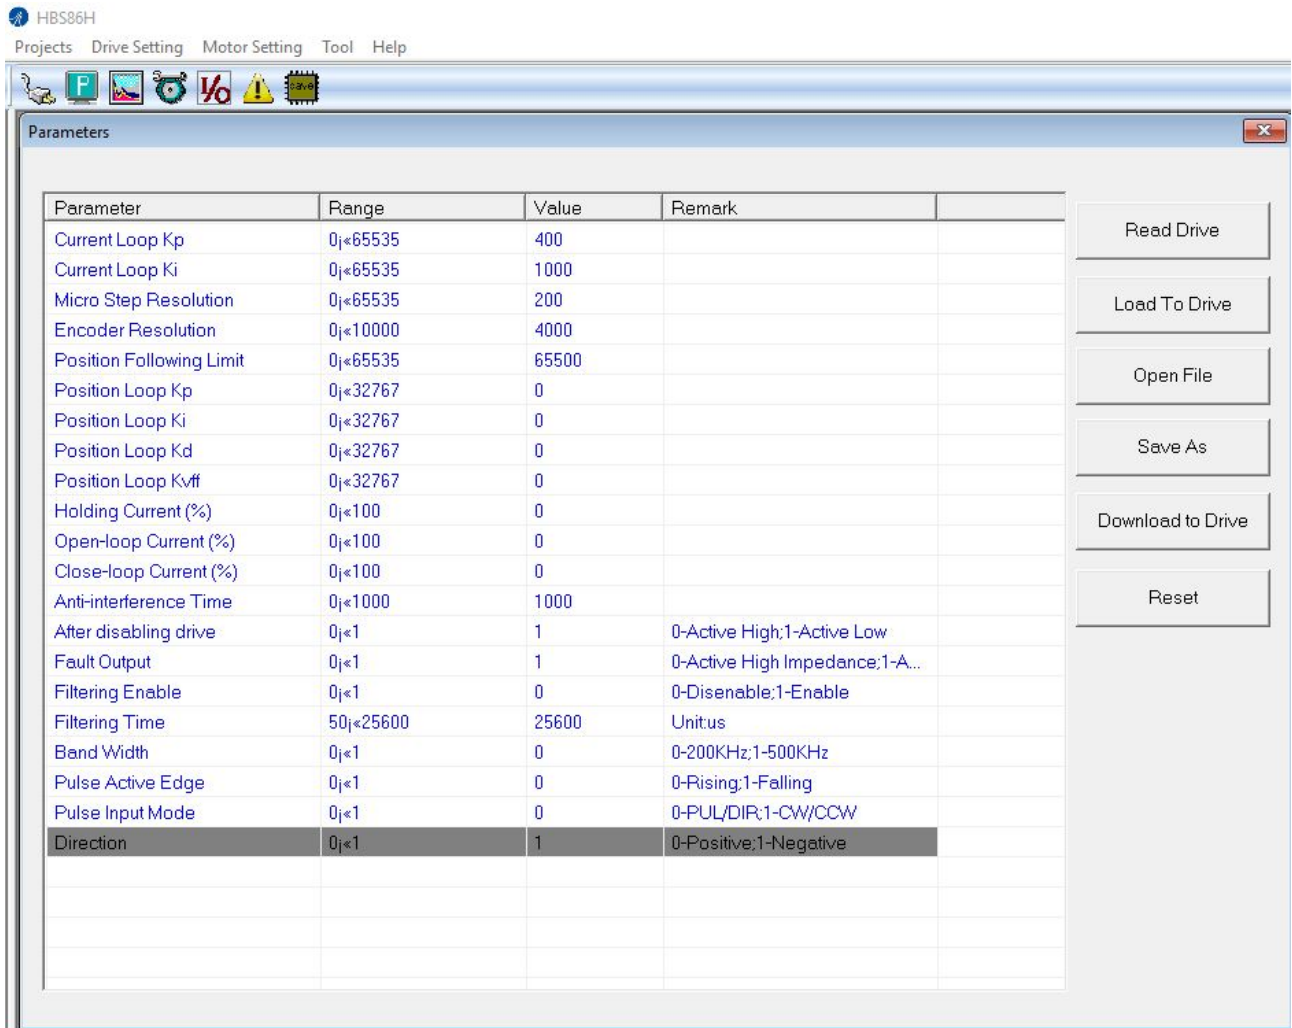 HBS86H
Projects Drive Setting Motor Setting Tool Help
P I/O save
Parameters
Parameter Range Value Remark
Current Loop Kp 0¡«65535 400
Current Loop Ki 0¡«65535 1000
Micro Step Resolution 0¡«65535 200
Encoder Resolution 0¡«10000 4000
Position Following Limit 0¡«65535 65500
Position Loop Kp 0¡«32767 0
Position Loop Ki 0¡«32767 0
Position Loop Kd 0¡«32767 0
Position Loop Kvff 0¡«32767 0
Holding Current (%) 0¡«100 0
Open-loop Current (%) 0¡«100 0
Close-loop Current (%) 0¡«100 0
Anti-interference Time 0¡«1000 1000
After disabling drive 0¡«1 1 0-Active High;1-Active Low
Fault Output 0¡«1 1 0-Active High Impedance;1-A...
Filtering Enable 0¡«1 0 0-Disenable;1-Enable
Filtering Time 50¡«25600 25600 Unit:us
Band Width 0¡«1 0 0-200KHz;1-500KHz
Pulse Active Edge 0¡«1 0 0-Rising;1-Falling
Pulse Input Mode 0¡«1 0 0-PUL/DIR;1-CW/CCW
Direction 0¡«1 1 0-Positive;1-Negative
Read Drive
Load To Drive
Open File
Save As
Download to Drive
Reset